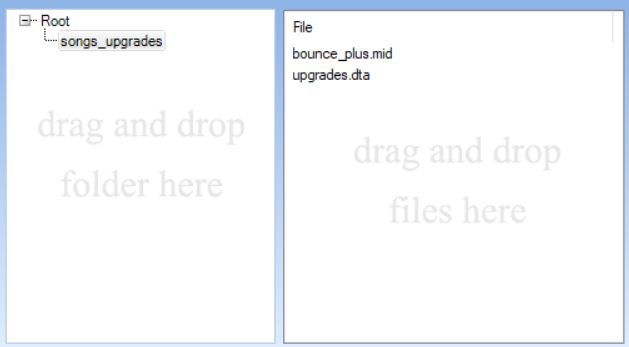 Root
songs_upgrades
drag and drop
folder here
File
bounce_plus.mid
upgrades.dta
drag and drop
files here